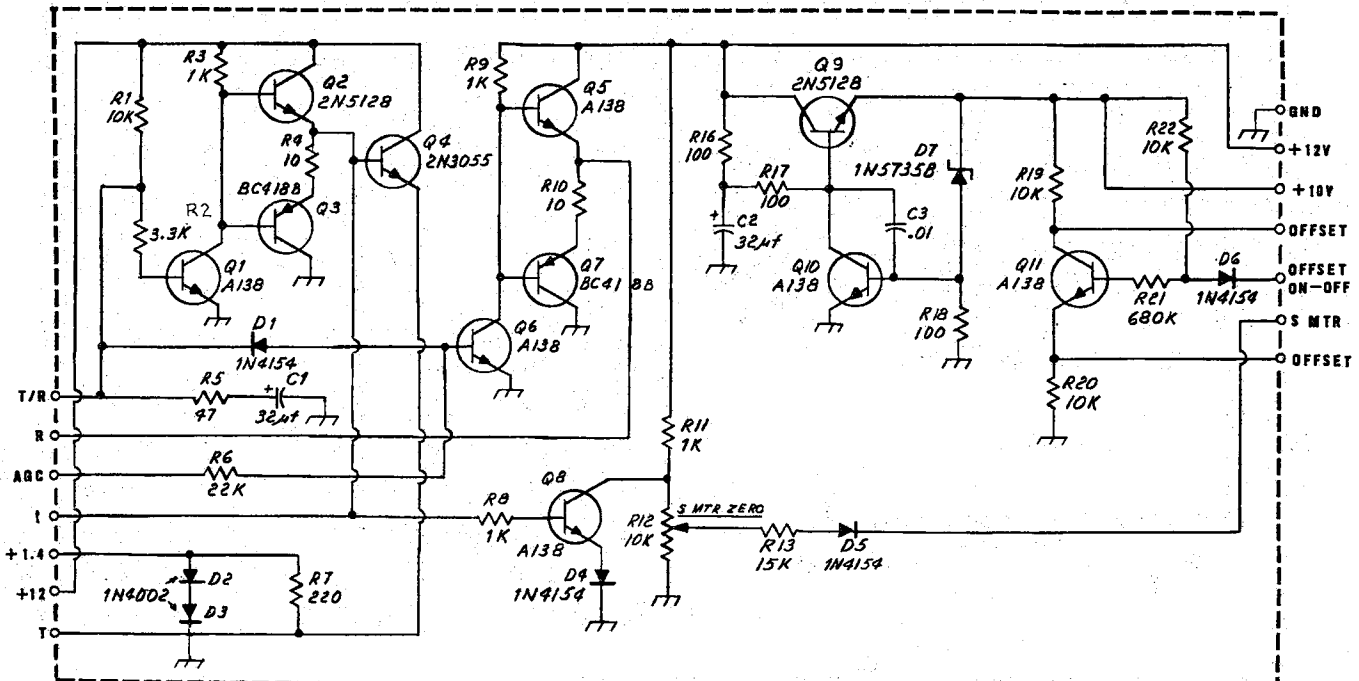 R1
10K
R3
1K
Q2
2N5128
R4
10
BC418B
Q3
R2
3.3K
Q1
A138
Q4
2N3055
D1
1N4154
R5
47
+
C1
32µf
R6
22K
R9
1K
Q5
A138
R10
10
Q7
BC418B
Q6
A138
R11
1K
Q8
A138
R8
1K
D4
1N4154
R12
10K
S MTR ZERO
R13
15K
D5
1N4154
D2
1N4002
D3
R7
220
R16
100
R17
100
+
C2
32µf
Q9
2N5128
C3
.01
Q10
A138
D7
1N5735B
R18
100
R19
10K
Q11
A138
R20
10K
R21
680K
R22
10K
D6
1N4154
T/R
R
AGC
t
+1.4
+12
T
GND
+12V
+10V
OFFSET
OFFSET
ON-OFF
S MTR
OFFSET